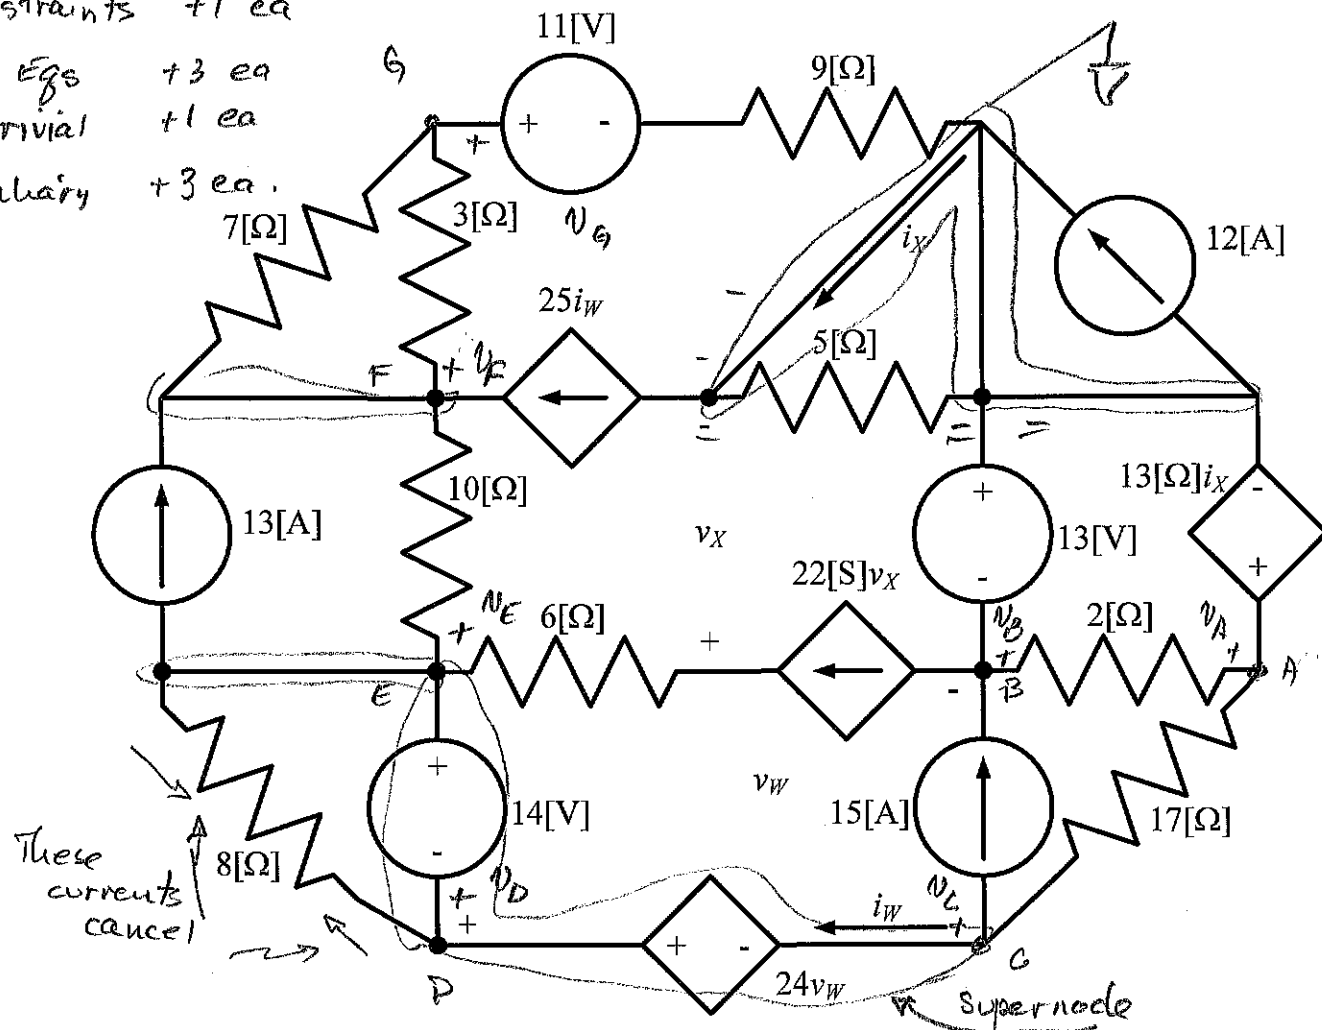 straints +1 ea
Eqs +3 ea
rivial +1 ea
+3 ea.
G
11[V]
9[Ω]
+ -
+
7[Ω]
3[Ω]
v_G
i_X
12[A]
25i_W
5[Ω]
F
+ v_F
-
-
=
=
=
13[A]
10[Ω]
v_X
+
13[V]
-
13[Ω]i_X
-
+
22[S]v_X
v_E
6[Ω]
+
+
-
v_B
+
B
2[Ω]
v_A
+
A
E
+
14[V]
-
v_W
15[A]
17[Ω]
These
currents
cancel
8[Ω]
+ v_D
+
+ -
24v_W
i_W
v_C
+
D
C
Supernode